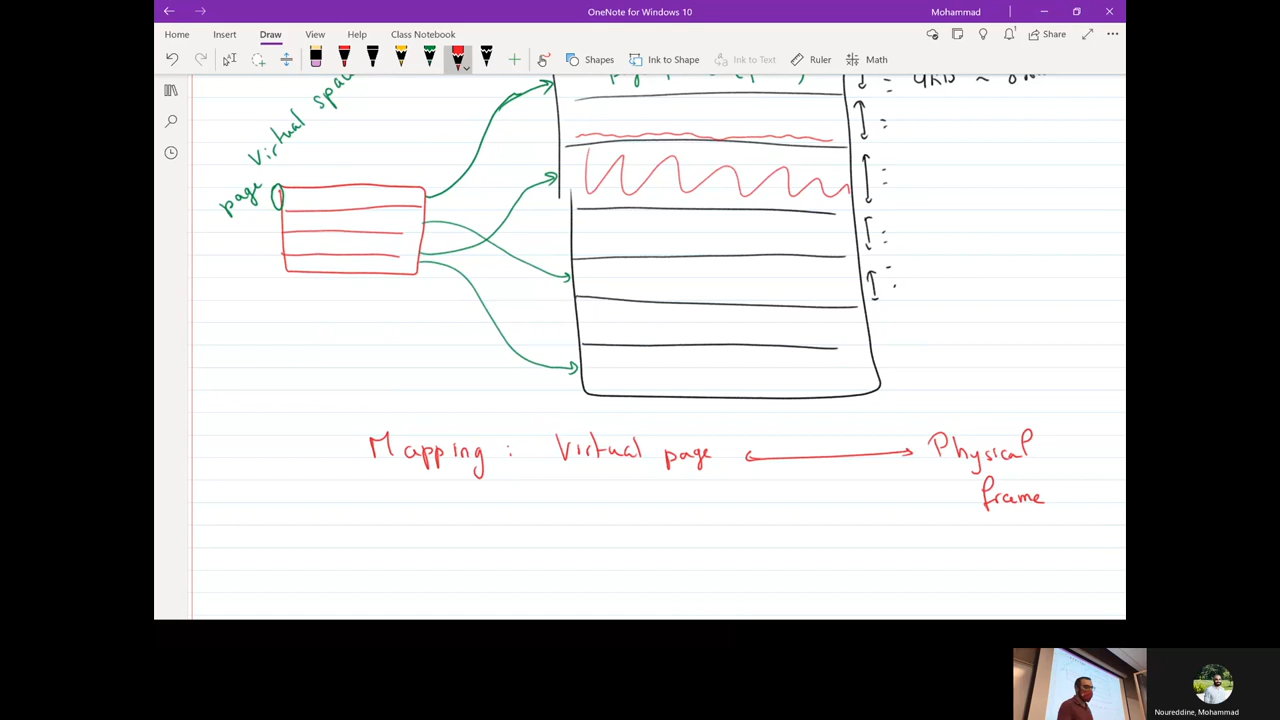 OneNote for Windows 10
Mohammad
Home Insert Draw View Help Class Notebook
Share
Shapes Ink to Shape Ink to Text Ruler Math
page virtual space
4KB ~
Mapping : Virtual page Physical
frame
Noureddine, Mohammad